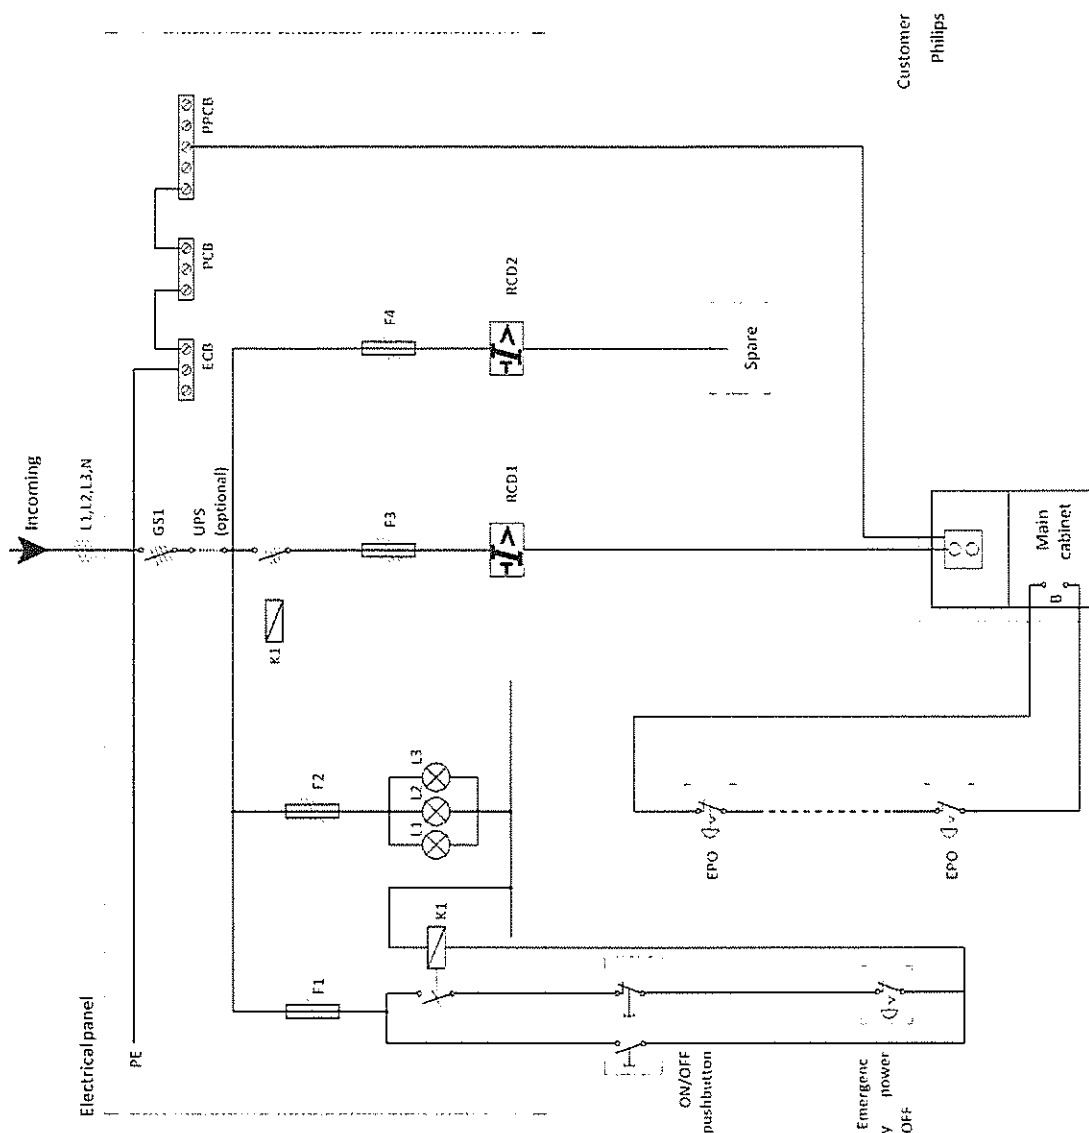 Customer
Philips
Electrical panel
PE
Incoming
L1,L2,L3,N
GS1
UPS
(optional)
ECB
PCB
PPCB
K1
F1
F2
F3
F4
L1
L2
L3
K1
RCD1
RCD2
Spare
ON/OFF
pushbutton
Emergenc
y power
OFF
EPO
EPO
B
Main
cabinet